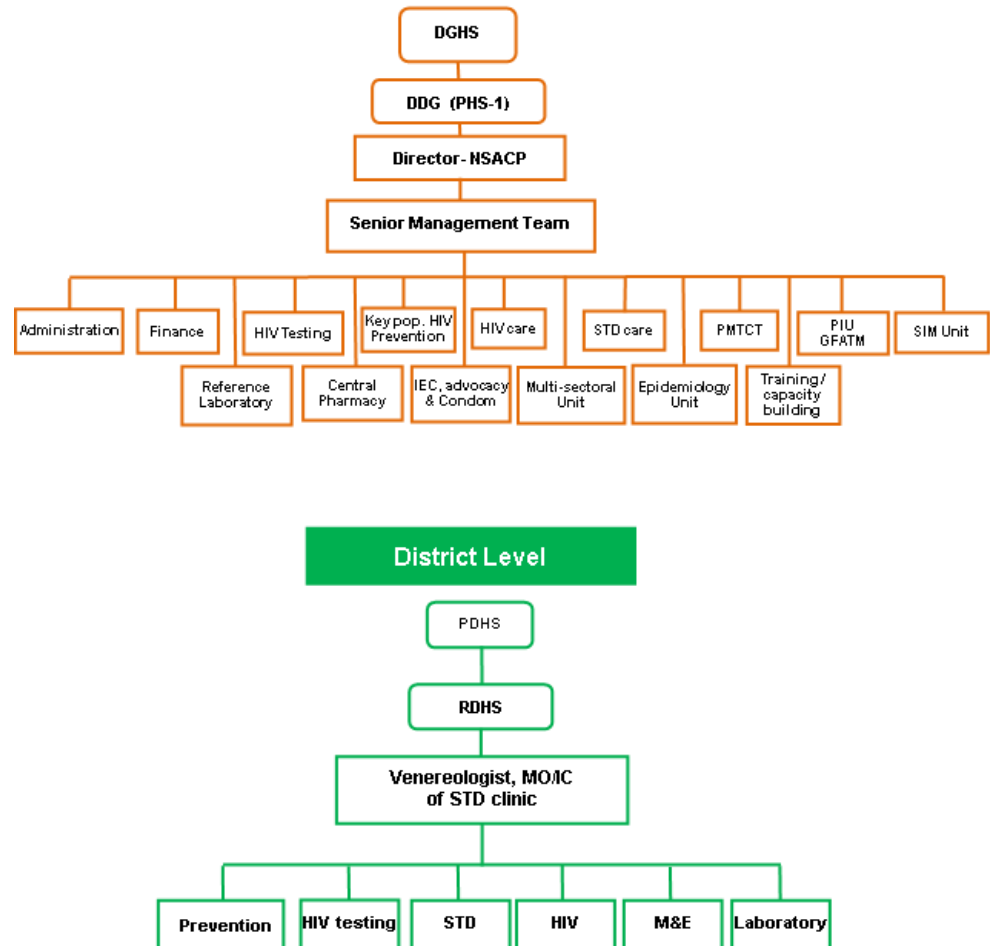 DGHS
DDG (PHS-1)
Director- NSACP
Senior Management Team
Administration
Finance
HIV Testing
Key pop. HIV
Prevention
HIV care
STD care
PMTCT
PIU
GFATM
SIM Unit
Reference
Laboratory
Central
Pharmacy
IEC, advocacy
& Condom
Multi-sectoral
Unit
Epidemiology
Unit
Training/
capacity
building
District Level
PDHS
RDHS
Venereologist, MO/IC
of STD clinic
Prevention
HIV testing
STD
HIV
M&E
Laboratory